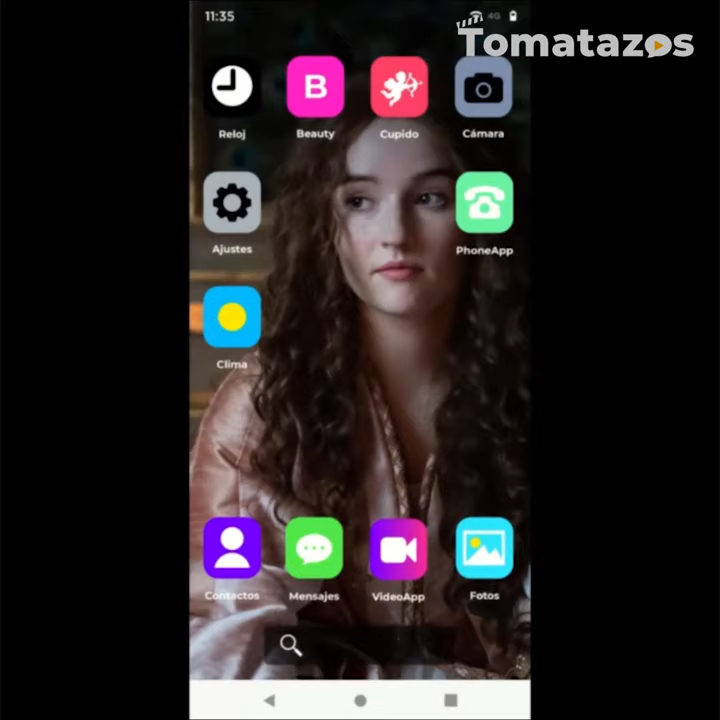 11:35
4G
Tomatazos
B
Reloj
Beauty
Cupido
Cámara
Ajustes
PhoneApp
Clima
Contactos
Mensajes
VideoApp
Fotos